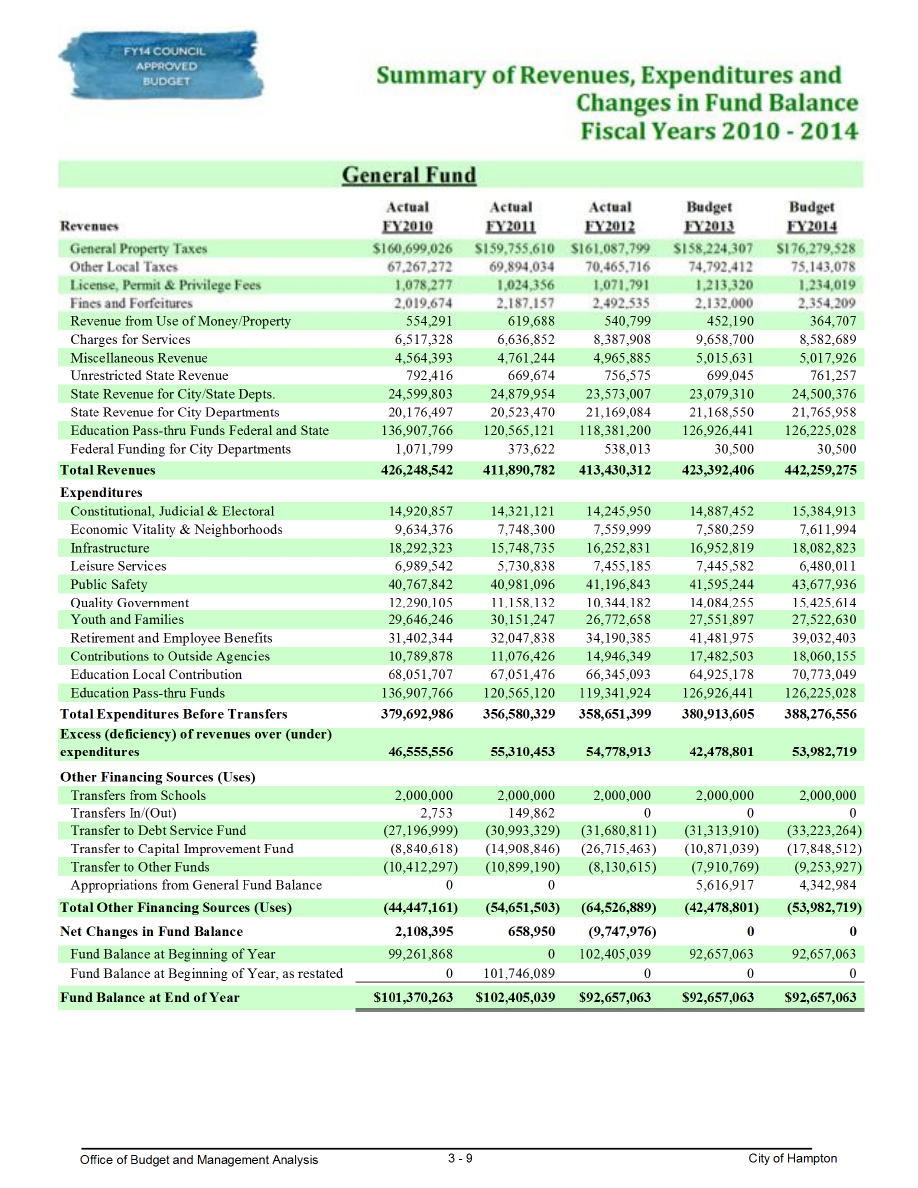 FY14 COUNCIL
APPROVED
BUDGET
Summary of Revenues, Expenditures and
Changes in Fund Balance
Fiscal Years 2010 - 2014
General Fund
Actual Actual Actual Budget Budget
Revenues FY2010 FY2011 FY2012 FY2013 FY2014
General Property Taxes $160,699,026 $159,755,610 $161,087,799 $158,224,307 $176,279,528
Other Local Taxes 67,267,272 69,894,034 70,465,716 74,792,412 75,143,078
License, Permit & Privilege Fees 1,078,277 1,024,356 1,071,791 1,213,320 1,234,019
Fines and Forfeitures 2,019,674 2,187,157 2,492,535 2,132,000 2,354,209
Revenue from Use of Money/Property 554,291 619,688 540,799 452,190 364,707
Charges for Services 6,517,328 6,636,852 8,387,908 9,658,700 8,582,689
Miscellaneous Revenue 4,564,393 4,761,244 4,965,885 5,015,631 5,017,926
Unrestricted State Revenue 792,416 669,674 756,575 699,045 761,257
State Revenue for City/State Depts. 24,599,803 24,879,954 23,573,007 23,079,310 24,500,376
State Revenue for City Departments 20,176,497 20,523,470 21,169,084 21,168,550 21,765,958
Education Pass-thru Funds Federal and State 136,907,766 120,565,121 118,381,200 126,926,441 126,225,028
Federal Funding for City Departments 1,071,799 373,622 538,013 30,500 30,500
Total Revenues 426,248,542 411,890,782 413,430,312 423,392,406 442,259,275
Expenditures
Constitutional, Judicial & Electoral 14,920,857 14,321,121 14,245,950 14,887,452 15,384,913
Economic Vitality & Neighborhoods 9,634,376 7,748,300 7,559,999 7,580,259 7,611,994
Infrastructure 18,292,323 15,748,735 16,252,831 16,952,819 18,082,823
Leisure Services 6,989,542 5,730,838 7,455,185 7,445,582 6,480,011
Public Safety 40,767,842 40,981,096 41,196,843 41,595,244 43,677,936
Quality Government 12,290,105 11,158,132 10,344,182 14,084,255 15,425,614
Youth and Families 29,646,246 30,151,247 26,772,658 27,551,897 27,522,630
Retirement and Employee Benefits 31,402,344 32,047,838 34,190,385 41,481,975 39,032,403
Contributions to Outside Agencies 10,789,878 11,076,426 14,946,349 17,482,503 18,060,155
Education Local Contribution 68,051,707 67,051,476 66,345,093 64,925,178 70,773,049
Education Pass-thru Funds 136,907,766 120,565,120 119,341,924 126,926,441 126,225,028
Total Expenditures Before Transfers 379,692,986 356,580,329 358,651,399 380,913,605 388,276,556
Excess (deficiency) of revenues over (under)
expenditures 46,555,556 55,310,453 54,778,913 42,478,801 53,982,719
Other Financing Sources (Uses)
Transfers from Schools 2,000,000 2,000,000 2,000,000 2,000,000 2,000,000
Transfers In/(Out) 2,753 149,862 0 0 0
Transfer to Debt Service Fund (27,196,999) (30,993,329) (31,680,811) (31,313,910) (33,223,264)
Transfer to Capital Improvement Fund (8,840,618) (14,908,846) (26,715,463) (10,871,039) (17,848,512)
Transfer to Other Funds (10,412,297) (10,899,190) (8,130,615) (7,910,769) (9,253,927)
Appropriations from General Fund Balance 0 0 5,616,917 4,342,984
Total Other Financing Sources (Uses) (44,447,161) (54,651,503) (64,526,889) (42,478,801) (53,982,719)
Net Changes in Fund Balance 2,108,395 658,950 (9,747,976) 0 0
Fund Balance at Beginning of Year 99,261,868 0 102,405,039 92,657,063 92,657,063
Fund Balance at Beginning of Year, as restated 0 101,746,089 0 0 0
Fund Balance at End of Year $101,370,263 $102,405,039 $92,657,063 $92,657,063 $92,657,063
Office of Budget and Management Analysis 3 - 9 City of Hampton